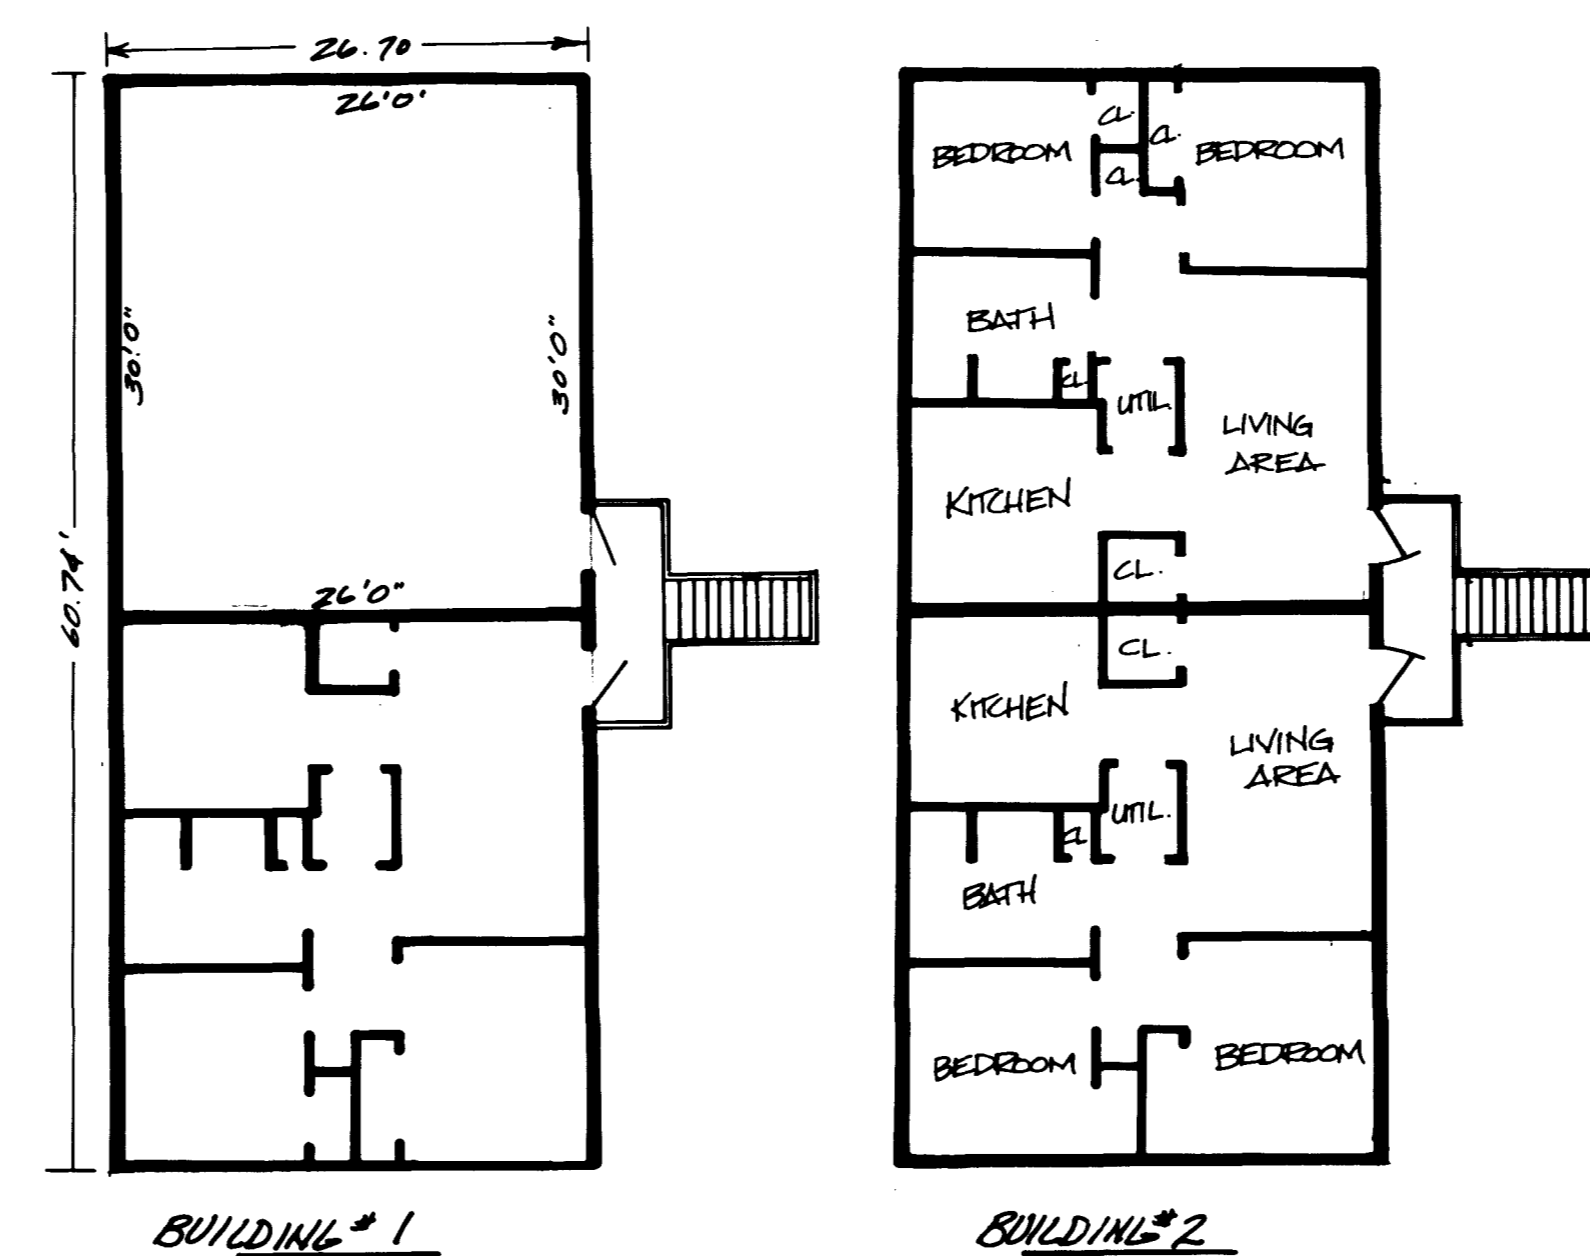 26.70
26'0'
30'0"
30'0"
60.74'
26'0"
BUILDING # 1
CL.
CL.
BEDROOM
BEDROOM
CL.
BATH
CL.
UTIL.
LIVING
AREA
KITCHEN
CL.
CL.
KITCHEN
LIVING
AREA
UTIL.
CL
BATH
BEDROOM
BEDROOM
BUILDING # 2